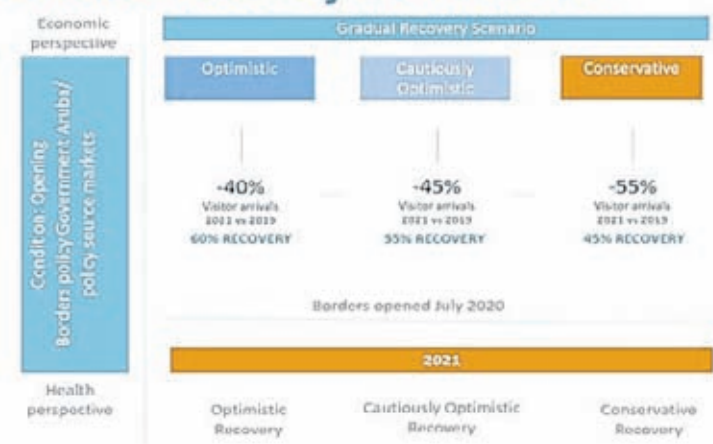 Economic
perspective
Gradual Recovery Scenario
Optimistic
Cautiously
Optimistic
Conservative
Condition: Opening
Borders policy Government Aruba/
policy source markets
-40%
Visitor arrivals
2021 vs 2019
60% RECOVERY
-45%
Visitor arrivals
2021 vs 2019
55% RECOVERY
-55%
Visitor arrivals
2021 vs 2019
45% RECOVERY
Borders opened July 2020
2021
Health
perspective
Optimistic
Recovery
Cautiously Optimistic
Recovery
Conservative
Recovery